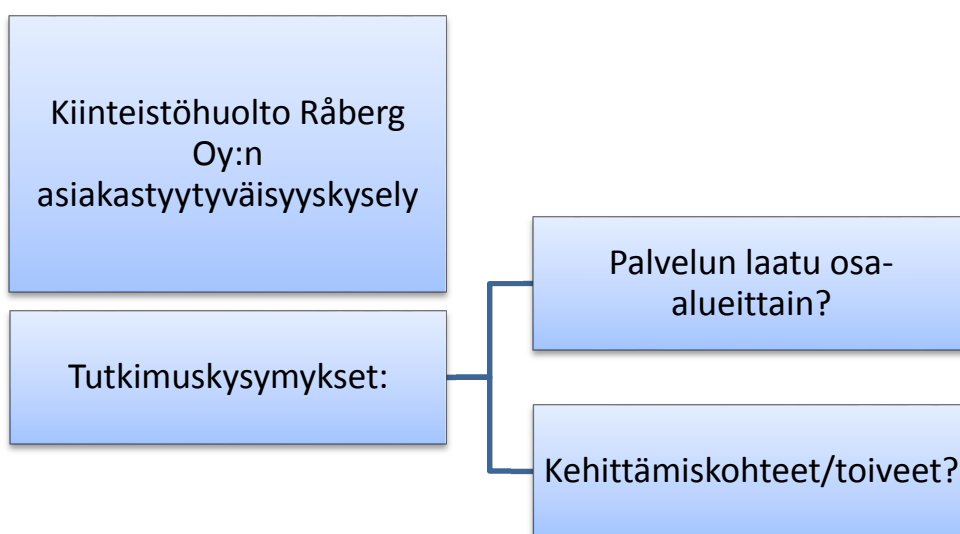 Kiinteistöhuolto Råberg
Oy:n
asiakastyytyväisyyskysely
Tutkimuskysymykset:
Palvelun laatu osa-
alueittain?
Kehittämiskohteet/toiveet?